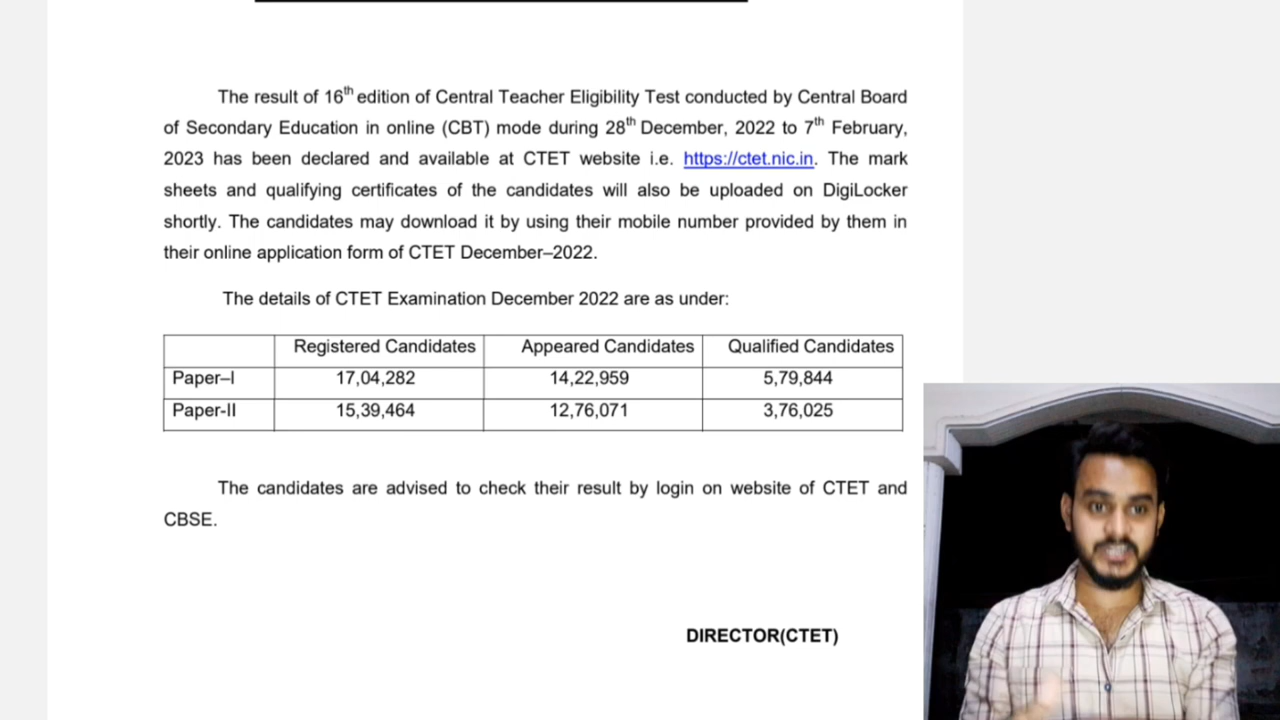 The result of 16th edition of Central Teacher Eligibility Test conducted by Central Board
of Secondary Education in online (CBT) mode during 28th December, 2022 to 7th February,
2023 has been declared and available at CTET website i.e. https://ctet.nic.in. The mark
sheets and qualifying certificates of the candidates will also be uploaded on DigiLocker
shortly. The candidates may download it by using their mobile number provided by them in
their online application form of CTET December–2022.
The details of CTET Examination December 2022 are as under:
Registered Candidates Appeared Candidates Qualified Candidates
Paper–I 17,04,282 14,22,959 5,79,844
Paper-II 15,39,464 12,76,071 3,76,025
The candidates are advised to check their result by login on website of CTET and
CBSE.
DIRECTOR(CTET)